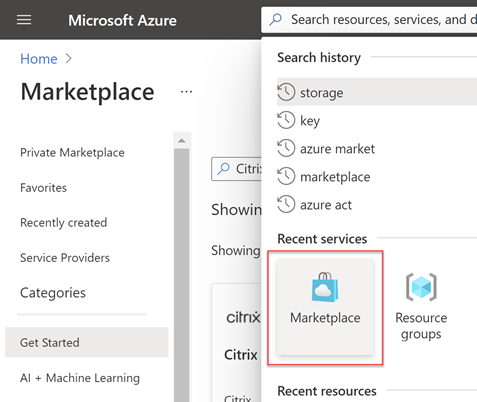 Microsoft Azure
Search resources, services, and d
Home
Marketplace
...
Private Marketplace
Favorites
Recently created
Service Providers
Categories
Get Started
AI + Machine Learning
Citrix
Showin
Showing
citrix
Citrix
Citrix
Search history
storage
key
azure market
marketplace
azure act
Recent services
Marketplace
Resource
groups
Recent resources